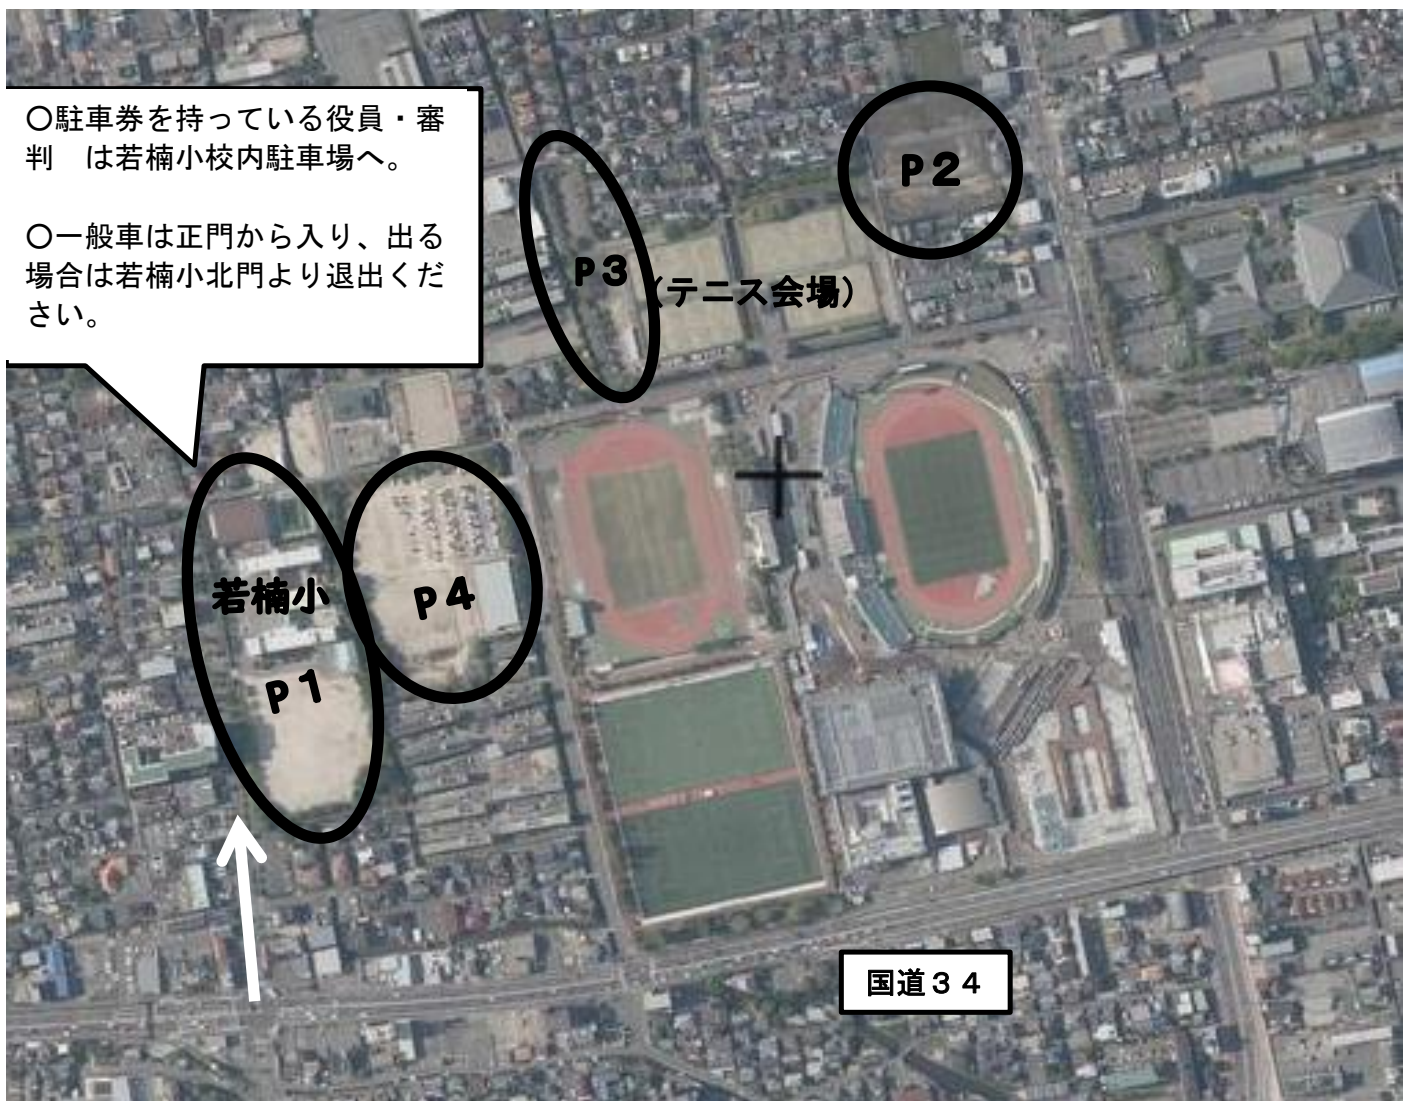 〇駐車券を持っている役員・審
判　は若楠小校内駐車場へ。
〇一般車は正門から入り、出る
場合は若楠小北門より退出くだ
さい。
P2
P3
(テニス会場)
若楠小
P4
P1
国道３４